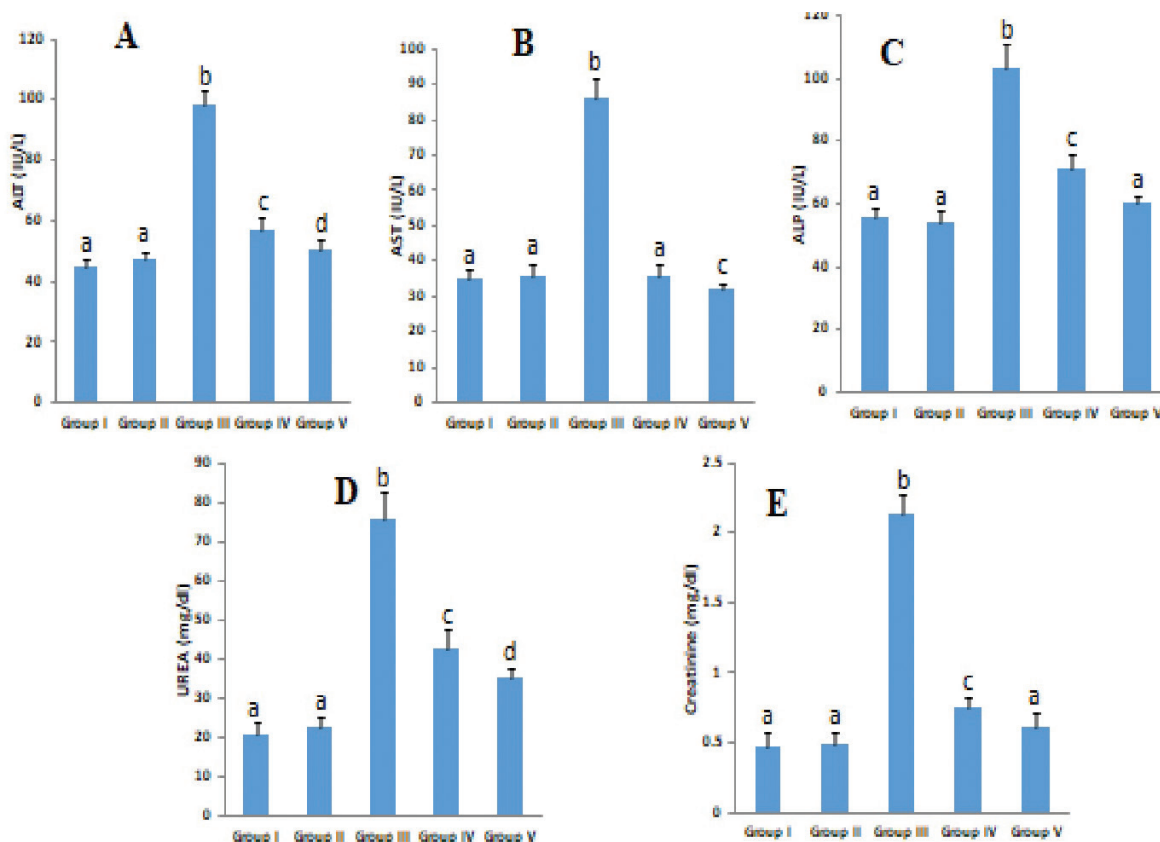 A
ALT (IU/L)
120
100
80
60
40
20
0
a
a
b
c
d
Group I
Group II
Group III
Group IV
Group V
B
AST (IU/L)
100
90
80
70
60
50
40
30
20
10
0
a
a
b
a
c
Group I
Group II
Group III
Group IV
Group V
C
ALP (IU/L)
120
100
80
60
40
20
0
a
a
b
c
a
Group I
Group II
Group III
Group IV
Group V
D
UREA (mg/dl)
90
80
70
60
50
40
30
20
10
0
a
a
b
c
d
Group I
Group II
Group III
Group IV
Group V
E
Creatinine (mg/dl)
2.5
2
1.5
1
0.5
0
a
a
b
c
a
Group I
Group II
Group III
Group IV
Group V